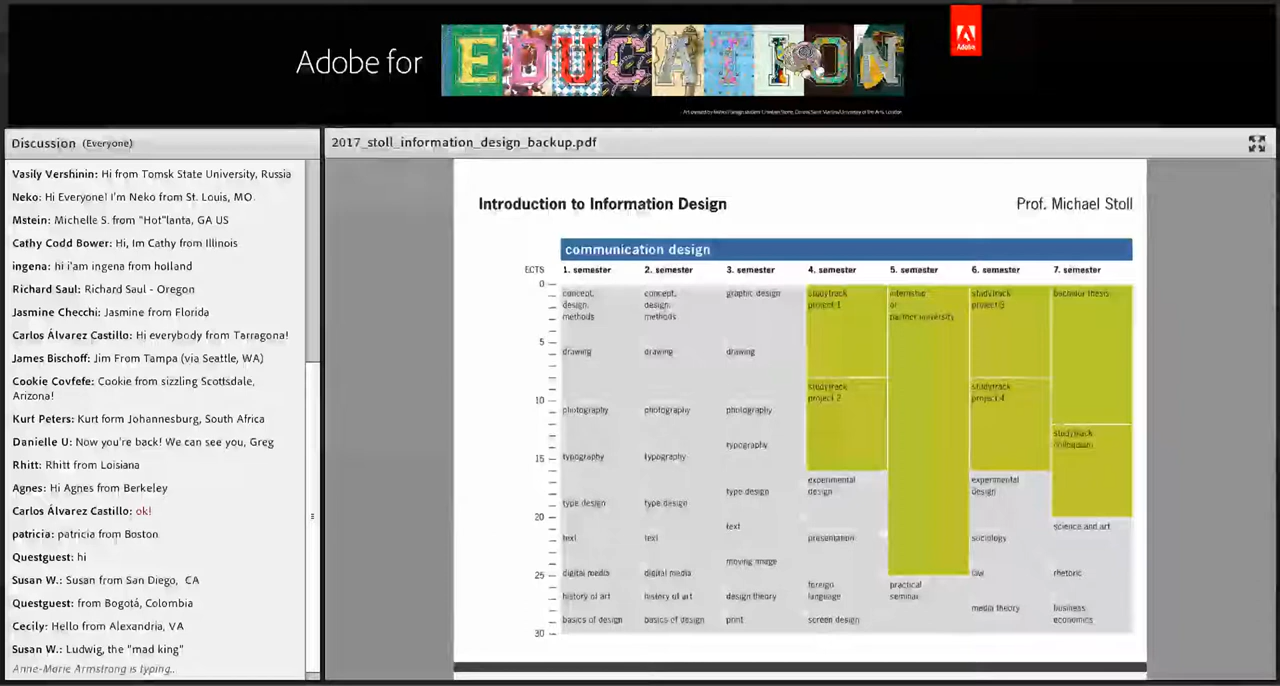 Adobe for EDUCATION
Adobe
Discussion (Everyone)
Vasily Vershinin: Hi from Tomsk State University, Russia
Neko: Hi Everyone! I'm Neko from St. Louis, MO.
Mstein: Michelle S. from "Hot"lanta, GA US
Cathy Codd Bower: Hi, Im Cathy from Illinois
ingena: hi i'am ingena from holland
Richard Saul: Richard Saul - Oregon
Jasmine Checchi: Jasmine from Florida
Carlos Álvarez Castillo: Hi everybody from Tarragona!
James Bischoff: Jim From Tampa (via Seattle, WA)
Cookie Covfefe: Cookie from sizzling Scottsdale,
Arizona!
Kurt Peters: Kurt form Johannesburg, South Africa
Danielle U: Now you're back! We can see you, Greg
Rhitt: Rhitt from Loisiana
Agnes: Hi Agnes from Berkeley
Carlos Álvarez Castillo: ok!
patricia: patricia from Boston
Questguest: hi
Susan W.: Susan from San Diego, CA
Questguest: from Bogotá, Colombia
Cecily: Hello from Alexandria, VA
Susan W.: Ludwig, the "mad king"
Anne-Marie Armstrong is typing..
2017_stoll_information_design_backup.pdf
Introduction to Information Design
Prof. Michael Stoll
communication design
ECTS 1. semester 2. semester 3. semester 4. semester 5. semester 6. semester 7. semester
0
5
10
15
20
25
30
concept,
design,
methods
drawing
photography
typography
type design
text
digital media
history of art
basics of design
concept,
design,
methods
drawing
photography
typography
type design
text
digital media
history of art
basics of design
graphic design
drawing
photography
typography
type design
text
moving image
design theory
print
studytrack
project 1
studytrack
project 2
experimental
design
presentation
foreign
language
screen design
internship
or
partner university
practical
seminar
studytrack
project
studytrack
project 4
experimental
design
sociology
law
media theory
bachelor thesis
studytrack
colloquium
science and art
rhetoric
business
economics